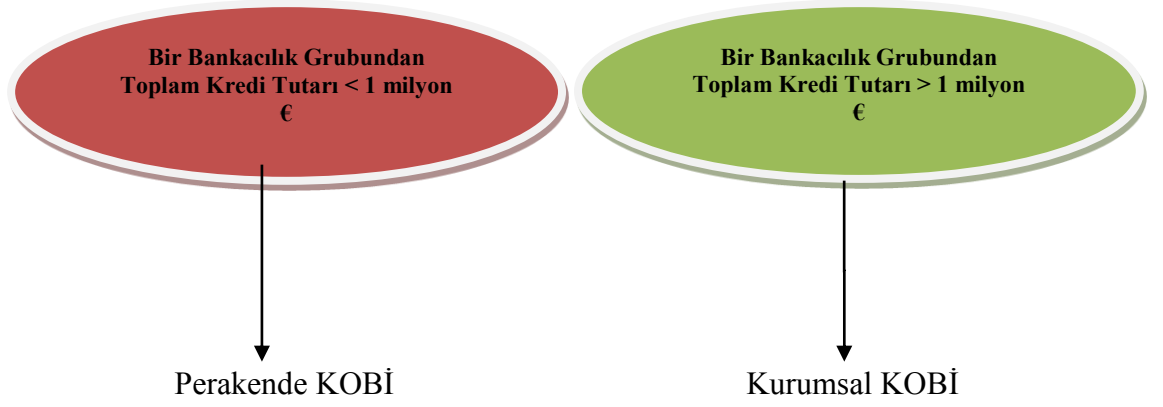 Bir Bankacılık Grubundan
Toplam Kredi Tutarı < 1 milyon
€
Bir Bankacılık Grubundan
Toplam Kredi Tutarı > 1 milyon
€
Perakende KOBİ
Kurumsal KOBİ